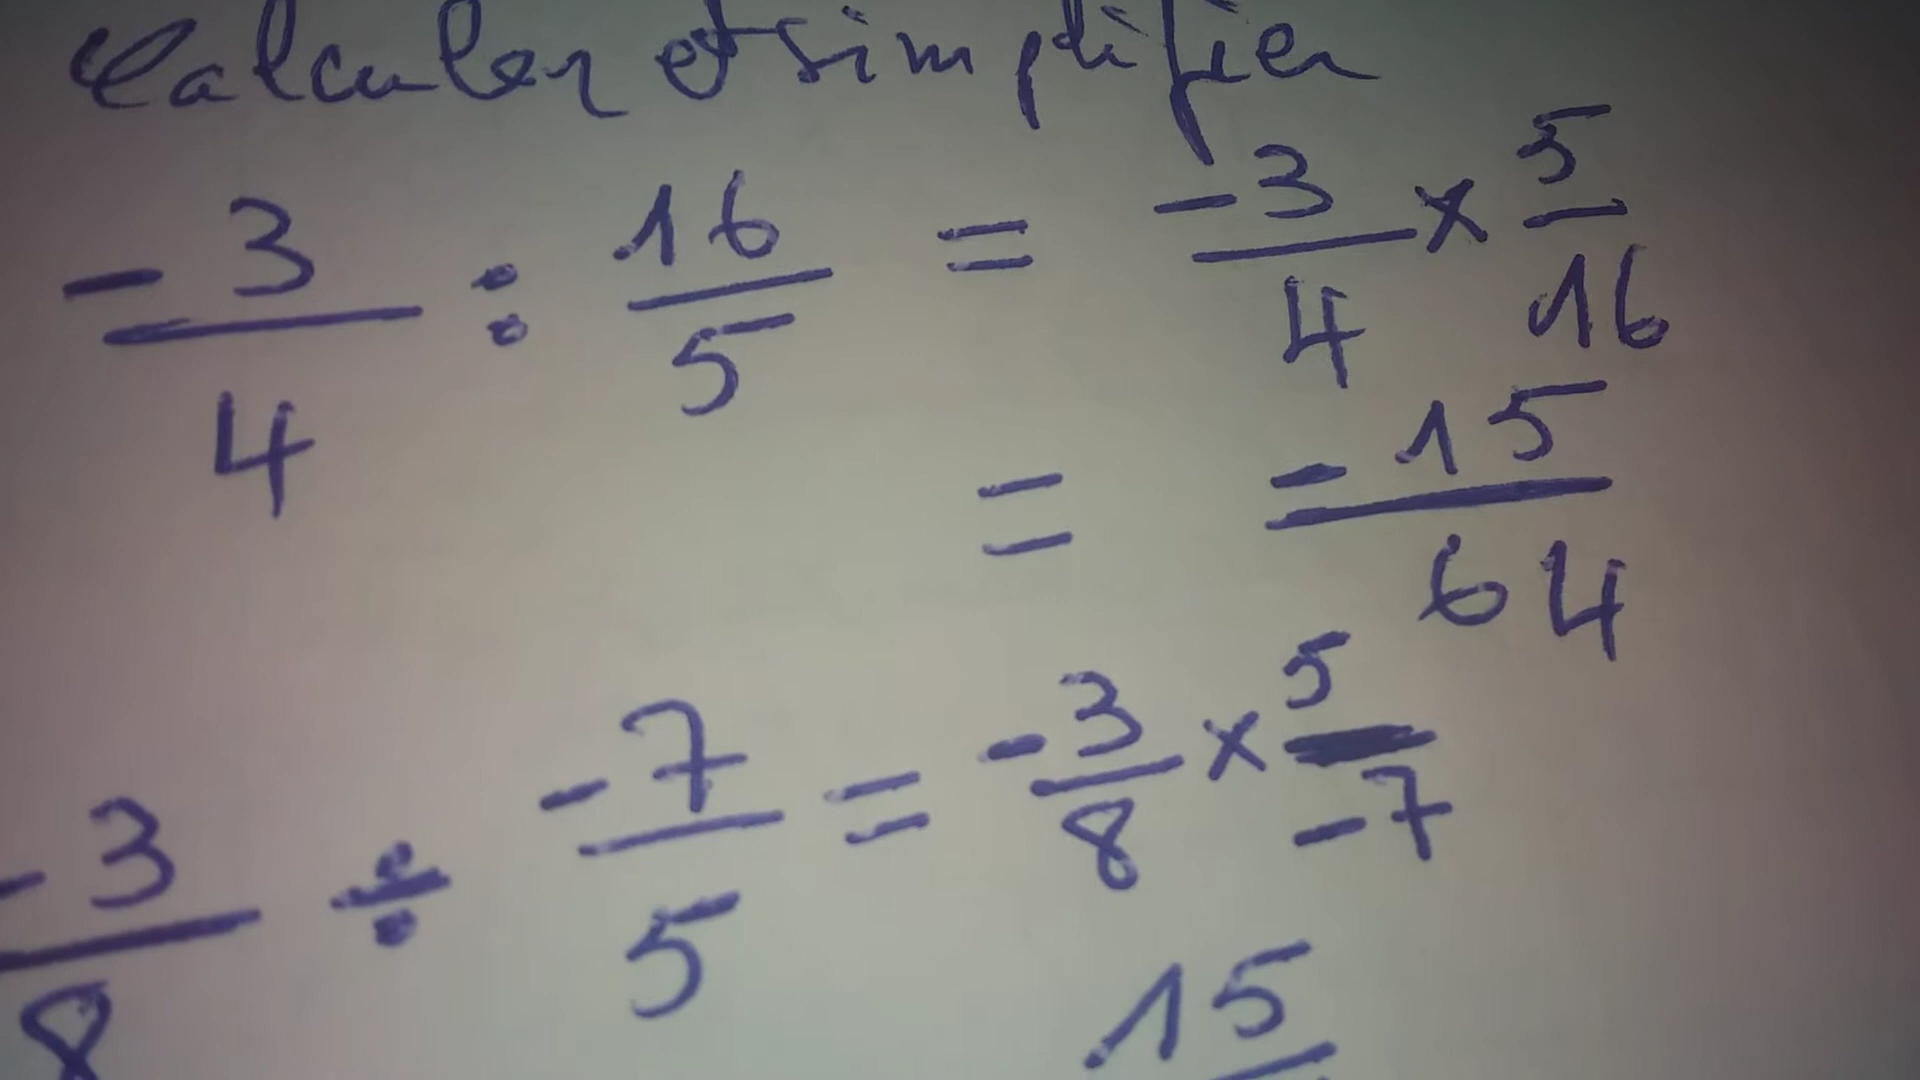 Calculer et simplifier
-3/4 : 16/5 = -3/4 × 5/16
= -15/64
-3/8 ÷ -7/5 = -3/8 × 5/-7
15